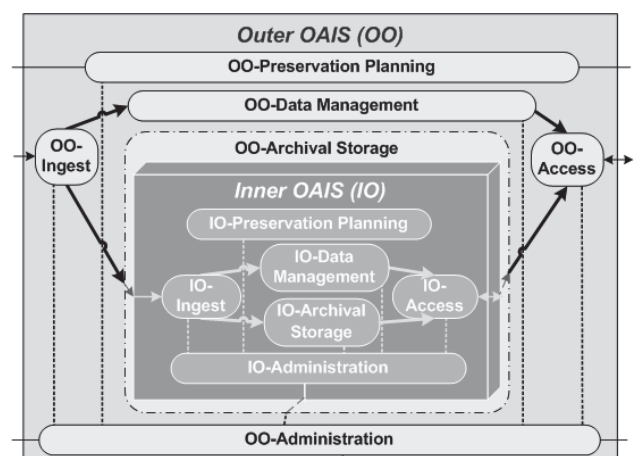 Outer OAIS (OO)
OO-Preservation Planning
OO-Data Management
OO-
Ingest
OO-Archival Storage
OO-
Access
Inner OAIS (IO)
IO-Preservation Planning
IO-Data
Management
IO-
Ingest
IO-
Access
IO-Archival
Storage
IO-Administration
OO-Administration